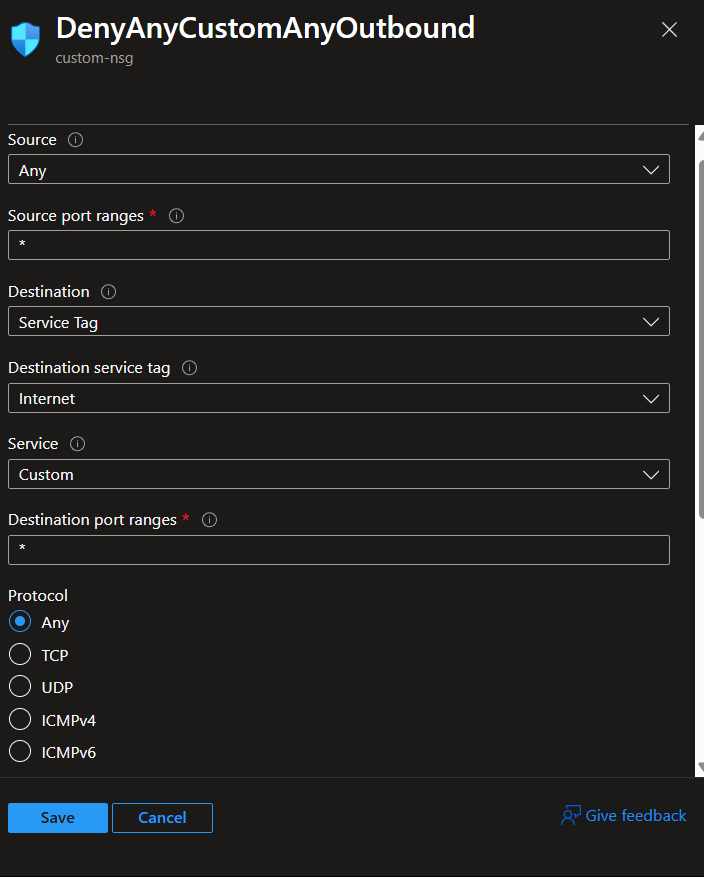 DenyAnyCustomAnyOutbound
custom-nsg
Source
Any
Source port ranges *
*
Destination
Service Tag
Destination service tag
Internet
Service
Custom
Destination port ranges *
*
Protocol
Any
TCP
UDP
ICMPv4
ICMPv6
Save Cancel Give feedback